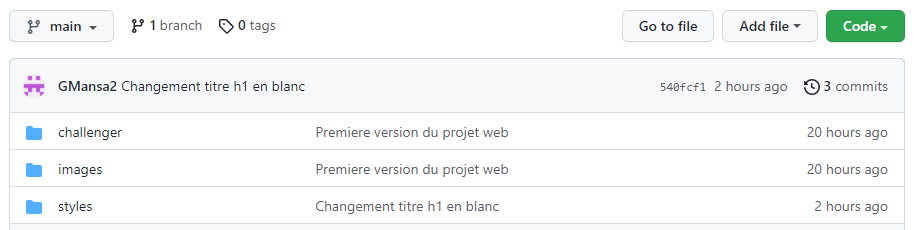 main 1 branch 0 tags Go to file Add file Code
GMansa2 Changement titre h1 en blanc 540fcf1 2 hours ago 3 commits
challenger Premiere version du projet web 20 hours ago
images Premiere version du projet web 20 hours ago
styles Changement titre h1 en blanc 2 hours ago